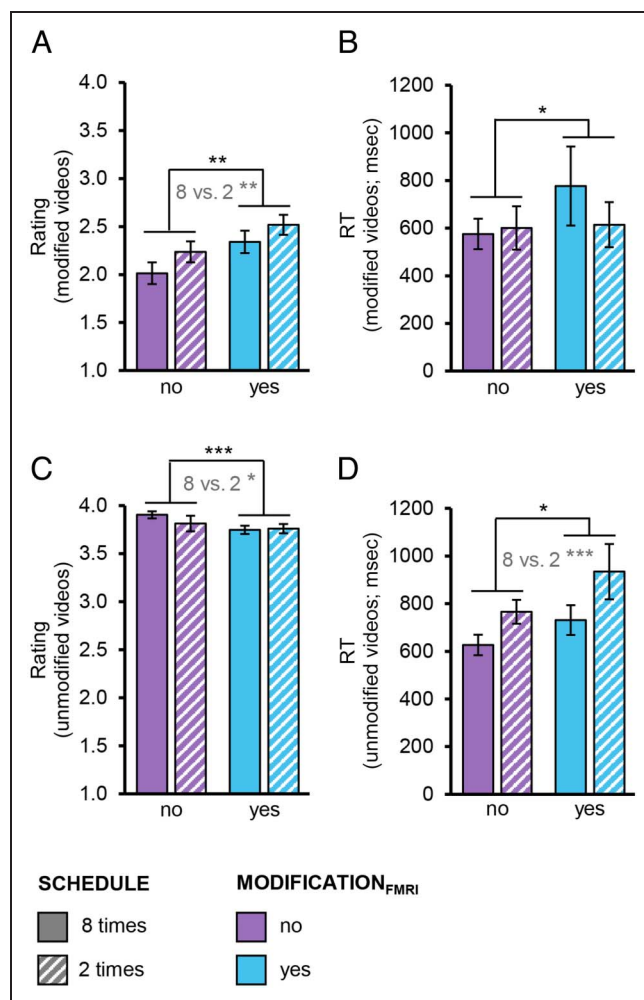 A
4.0
3.5
3.0
2.5
2.0
1.5
1.0
Rating
(modified videos)
**
8 vs. 2 **
no yes
B
1200
1000
800
600
400
200
0
RT
(modified videos; msec)
*
no yes
C
4.0
3.5
3.0
2.5
2.0
1.5
1.0
Rating
(unmodified videos)
***
8 vs. 2 *
no yes
D
1200
1000
800
600
400
200
0
RT
(unmodified videos; msec)
*
8 vs. 2 ***
no yes
SCHEDULE
8 times
2 times
MODIFICATIONFMRI
no
yes